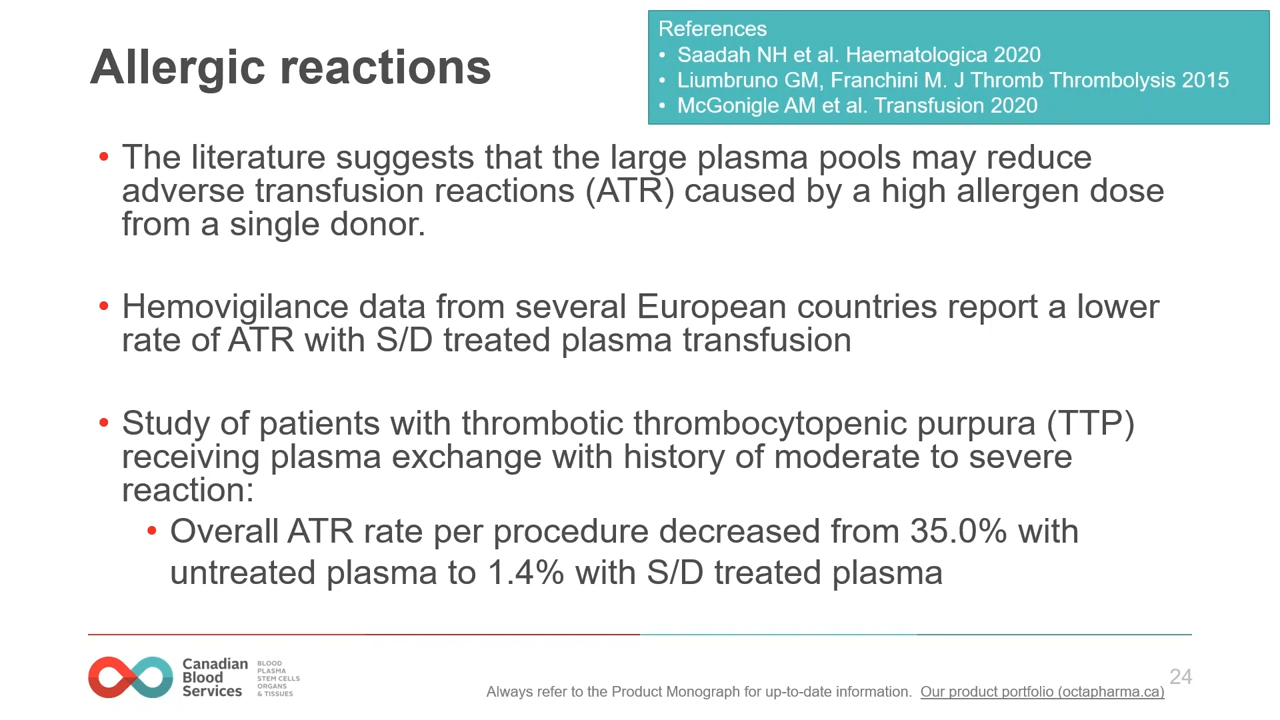 Allergic reactions
References
• Saadah NH et al. Haematologica 2020
• Liumbruno GM, Franchini M. J Thromb Thrombolysis 2015
• McGonigle AM et al. Transfusion 2020
• The literature suggests that the large plasma pools may reduce
adverse transfusion reactions (ATR) caused by a high allergen dose
from a single donor.
• Hemovigilance data from several European countries report a lower
rate of ATR with S/D treated plasma transfusion
• Study of patients with thrombotic thrombocytopenic purpura (TTP)
receiving plasma exchange with history of moderate to severe
reaction:
• Overall ATR rate per procedure decreased from 35.0% with
untreated plasma to 1.4% with S/D treated plasma
Canadian
Blood
Services
BLOOD
PLASMA
STEM CELLS
ORGANS
& TISSUES
Always refer to the Product Monograph for up-to-date information. Our product portfolio (octapharma.ca)
24